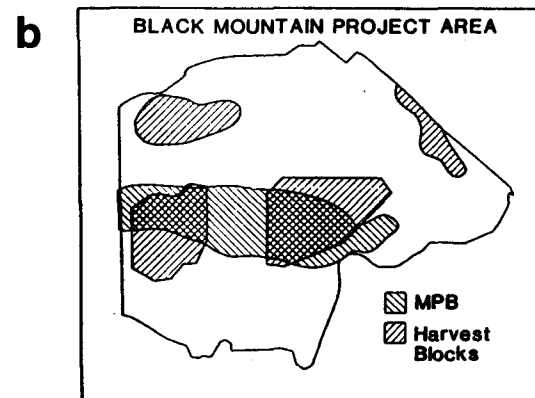 b
BLACK MOUNTAIN PROJECT AREA
MPB
Harvest
Blocks